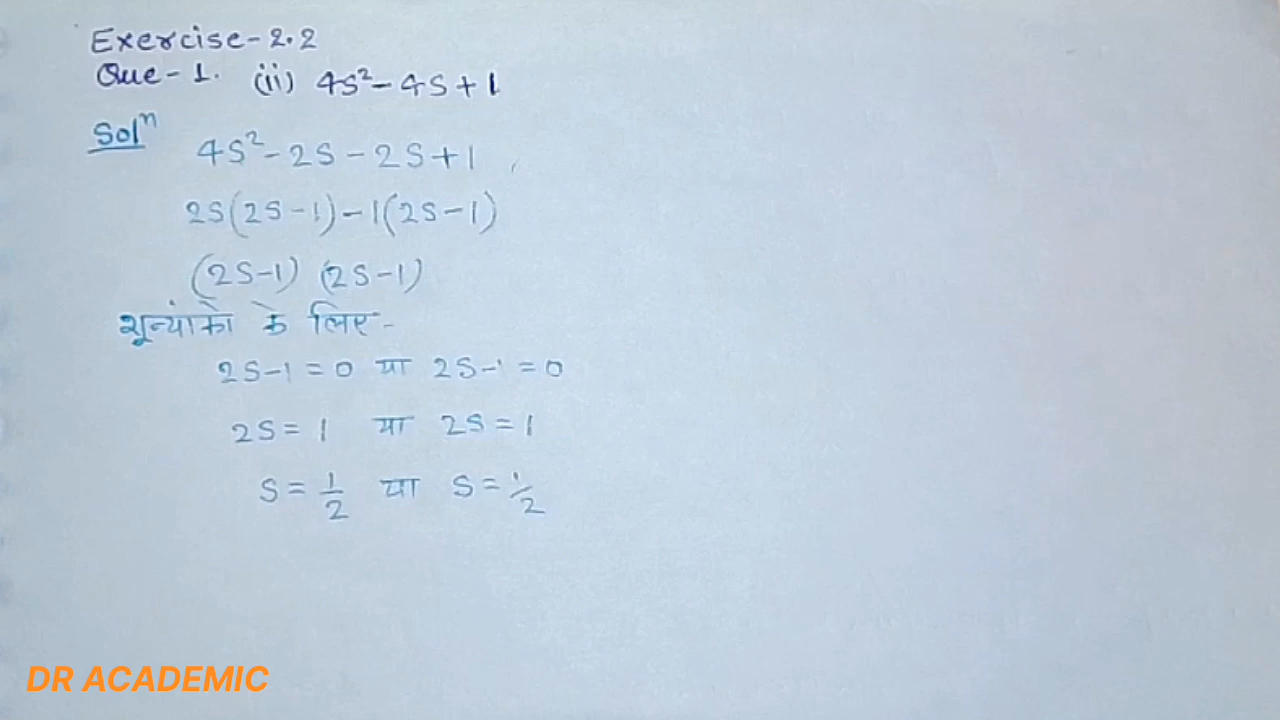 Exercise-2.2
Que-1. (ii) 4s²-4s+1
Solⁿ
4s²-2s-2s+1
2s(2s-1)-1(2s-1)
(2s-1) (2s-1)
शून्यांको के लिए-
2s-1=0 या 2s-1=0
2s=1 या 2s=1
s=1/2 या s=1/2
DR ACADEMIC